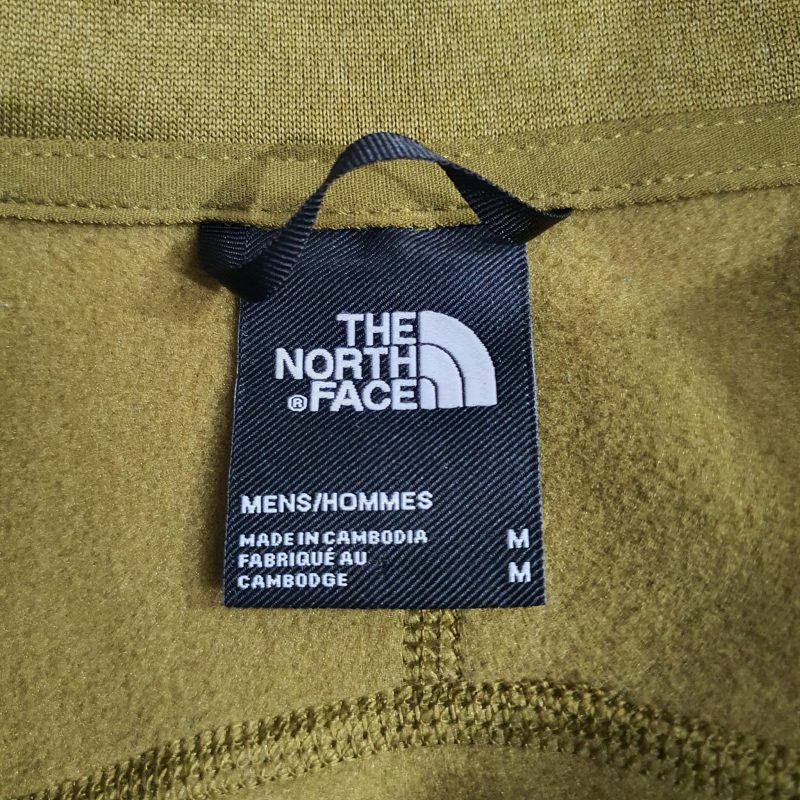 THE
NORTH
® FACE
MENS/HOMMES
MADE IN CAMBODIA M
FABRIQUÉ AU
CAMBODGE M